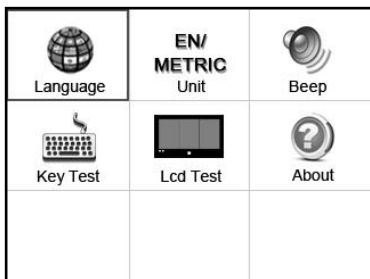 Language
EN/
METRIC
Unit
Beep
Key Test
Lcd Test
About